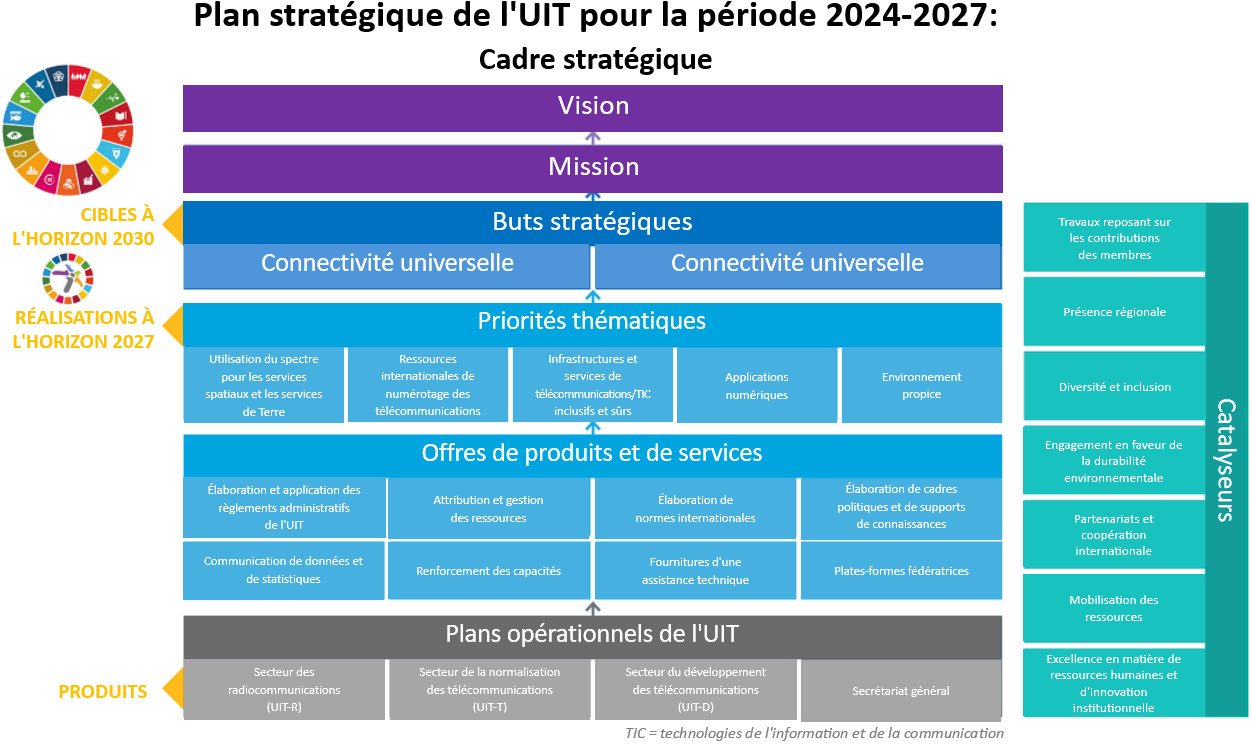 Plan stratégique de l'UIT pour la période 2024-2027:
Cadre stratégique
Vision
Mission
CIBLES À
L'HORIZON 2030
Buts stratégiques
Connectivité universelle
Connectivité universelle
RÉALISATIONS À
L'HORIZON 2027
Priorités thématiques
Utilisation du spectre
pour les services
spatiaux et les services
de Terre
Ressources
internationales de
numérotage des
télécommunications
Infrastructures et
services de
télécommunications/TIC
inclusifs et sûrs
Applications
numériques
Environnement
propice
Offres de produits et de services
Élaboration et application des
règlements administratifs
de l'UIT
Attribution et gestion
des ressources
Élaboration de
normes internationales
Élaboration de cadres
politiques et de supports
de connaissances
Communication de données et
de statistiques
Renforcement des capacités
Fournitures d'une
assistance technique
Plates-formes fédératrices
PRODUITS
Plans opérationnels de l'UIT
Secteur des
radiocommunications
(UIT-R)
Secteur de la normalisation
des télécommunications
(UIT-T)
Secteur du développement
des télécommunications
(UIT-D)
Secrétariat général
Travaux reposant sur
les contributions
des membres
Présence régionale
Diversité et inclusion
Engagement en faveur de
la durabilité
environnementale
Partenariats et
coopération
internationale
Mobilisation des
ressources
Excellence en matière de
ressources humaines et
d'innovation
institutionnelle
Catalyseurs
TIC = technologies de l'information et de la communication